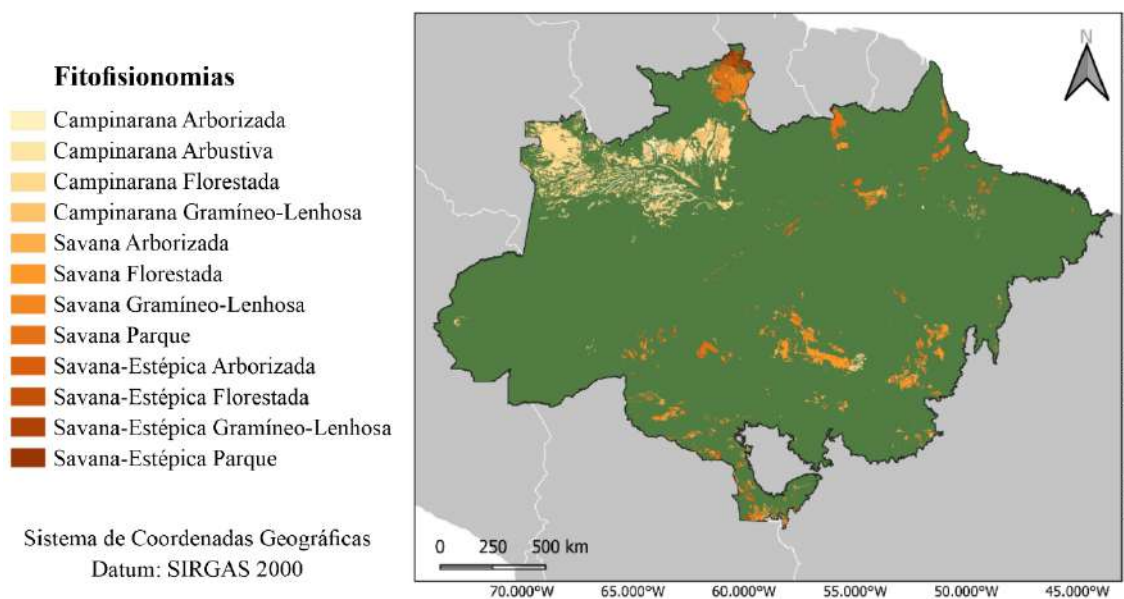 Fitofisionomias
Campinarana Arborizada
Campinarana Arbustiva
Campinarana Florestada
Campinarana Gramíneo-Lenhosa
Savana Arborizada
Savana Florestada
Savana Gramíneo-Lenhosa
Savana Parque
Savana-Estépica Arborizada
Savana-Estépica Florestada
Savana-Estépica Gramíneo-Lenhosa
Savana-Estépica Parque
Sistema de Coordenadas Geográficas
Datum: SIRGAS 2000
N
0 250 500 km
70.000°W 65.000°W 60.000°W 55.000°W 50.000°W 45.000°W